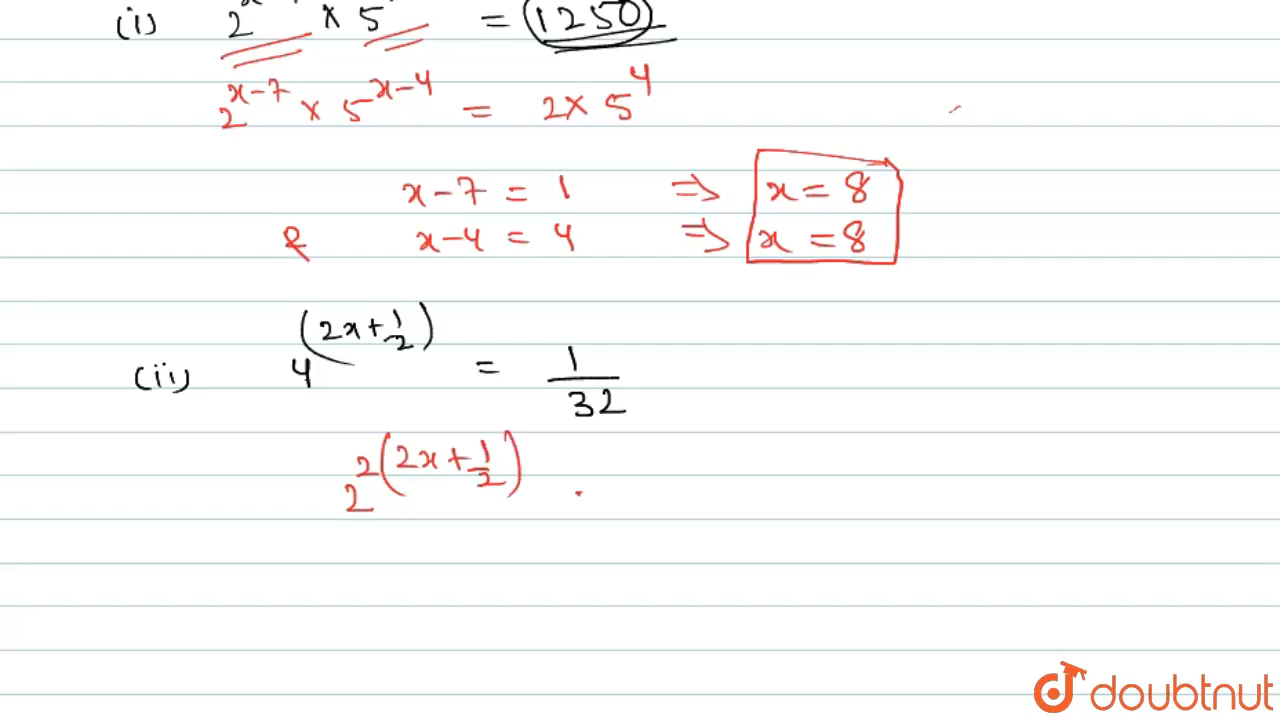 (i) 2^x × 5 = 1250
2^(x-7) × 5^(x-4) = 2 × 5^4
x-7 = 1 ⇒ x = 8
& x-4 = 4 ⇒ x = 8
(ii) 4^(2x+1/2) = 1/32
2^2(2x+1/2)
doubtnut